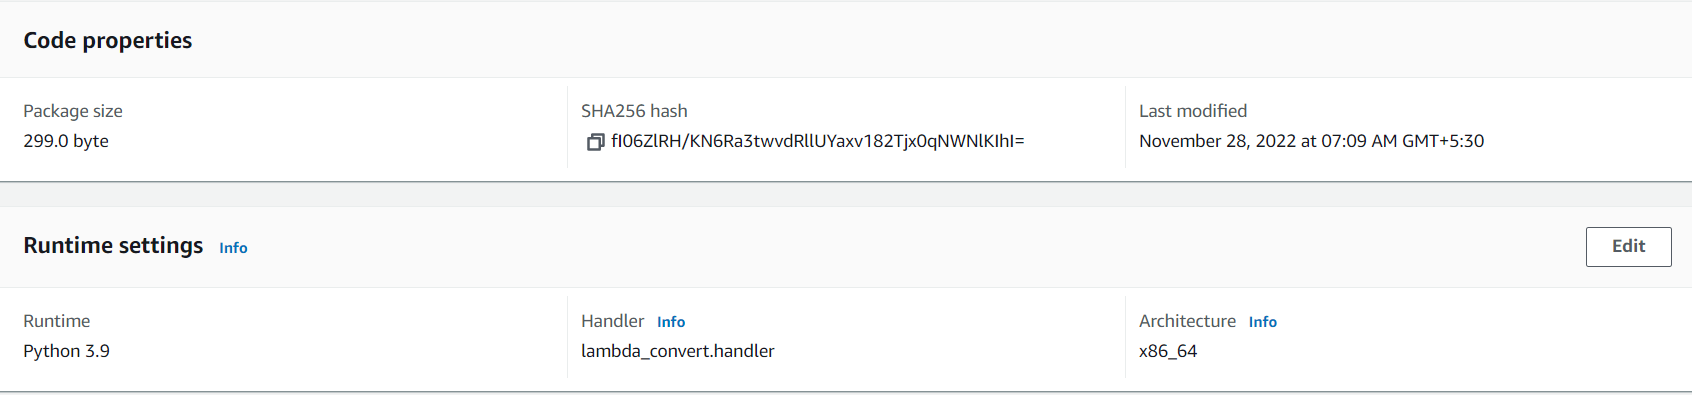 Code properties
Package size
299.0 byte
SHA256 hash
fI06ZlRH/KN6Ra3twvdRllUYaxv182Tjx0qNWNlKIhI=
Last modified
November 28, 2022 at 07:09 AM GMT+5:30
Runtime settings Info
Edit
Runtime
Python 3.9
Handler Info
lambda_convert.handler
Architecture Info
x86_64